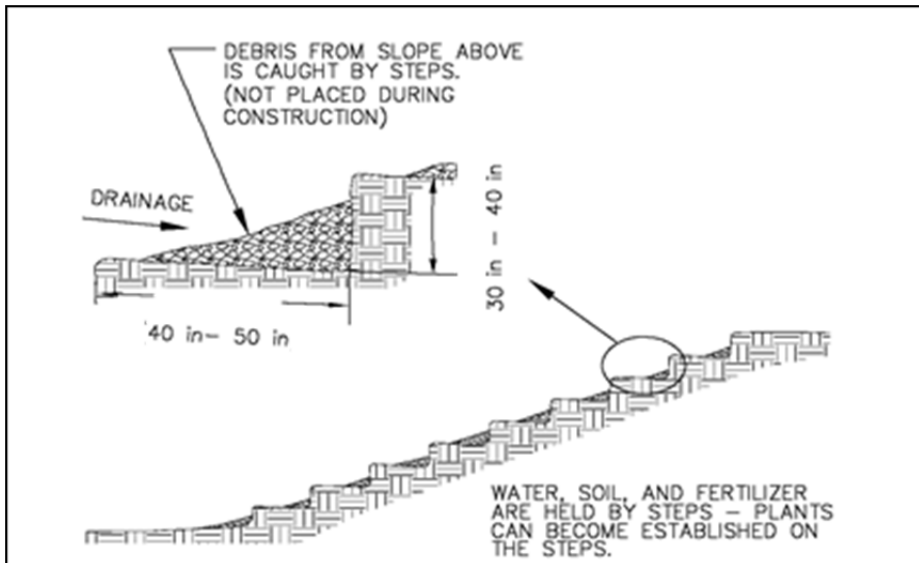 DEBRIS FROM SLOPE ABOVE
IS CAUGHT BY STEPS.
(NOT PLACED DURING
CONSTRUCTION)
DRAINAGE
30 in - 40 in
40 in- 50 in
WATER, SOIL, AND FERTILIZER
ARE HELD BY STEPS - PLANTS
CAN BECOME ESTABLISHED ON
THE STEPS.